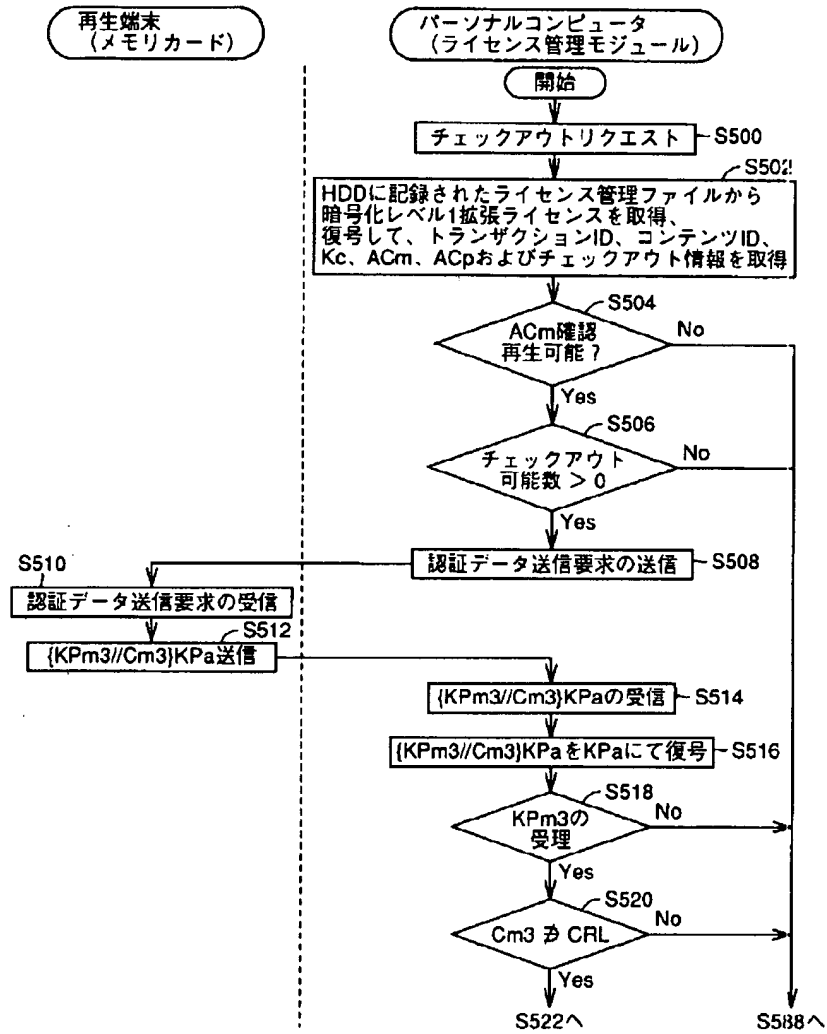 再生端末
(メモリカード)
パーソナルコンピュータ
(ライセンス管理モジュール)
開始
チェックアウトリクエスト
S500
S502
HDDに記録されたライセンス管理ファイルから
暗号化レベル1拡張ライセンスを取得、
復号して、トランザクションID、コンテンツID、
Kc、ACm、ACpおよびチェックアウト情報を取得
S504
ACm確認
再生可能?
No
Yes
S506
チェックアウト
可能数 > 0
No
Yes
認証データ送信要求の送信
S508
S510
認証データ送信要求の受信
S512
{KPm3//Cm3}KPa送信
{KPm3//Cm3}KPaの受信
S514
{KPm3//Cm3}KPaをKPaにて復号
S516
S518
KPm3の
受理
No
Yes
S520
Cm3 ∌ CRL
No
Yes
S522へ
S588へ